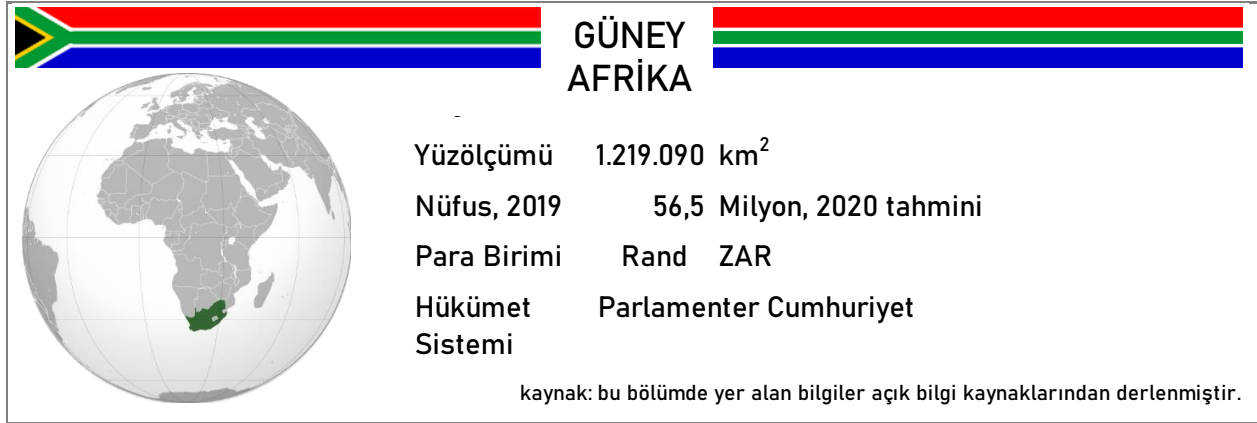 GÜNEY
AFRİKA
Yüzölçümü 1.219.090 km²
Nüfus, 2019 56,5 Milyon, 2020 tahmini
Para Birimi Rand ZAR
Hükümet Parlamenter Cumhuriyet
Sistemi
kaynak: bu bölümde yer alan bilgiler açık bilgi kaynaklarından derlenmiştir.